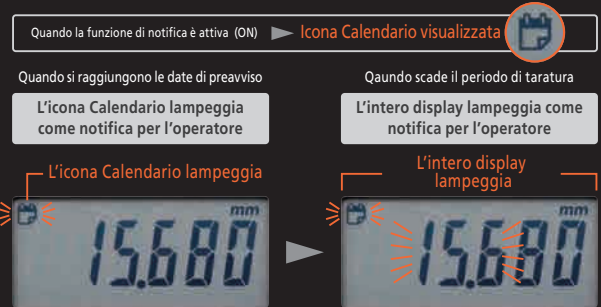 Quando la funzione di notifica è attiva (ON)
Icona Calendario visualizzata
Quando si raggiungono le date di preavviso
L'icona Calendario lampeggia
come notifica per l'operatore
L'icona Calendario lampeggia
mm
15.680
Qaundo scade il periodo di taratura
L'intero display lampeggia come
notifica per l'operatore
L'intero display
lampeggia
mm
15.680